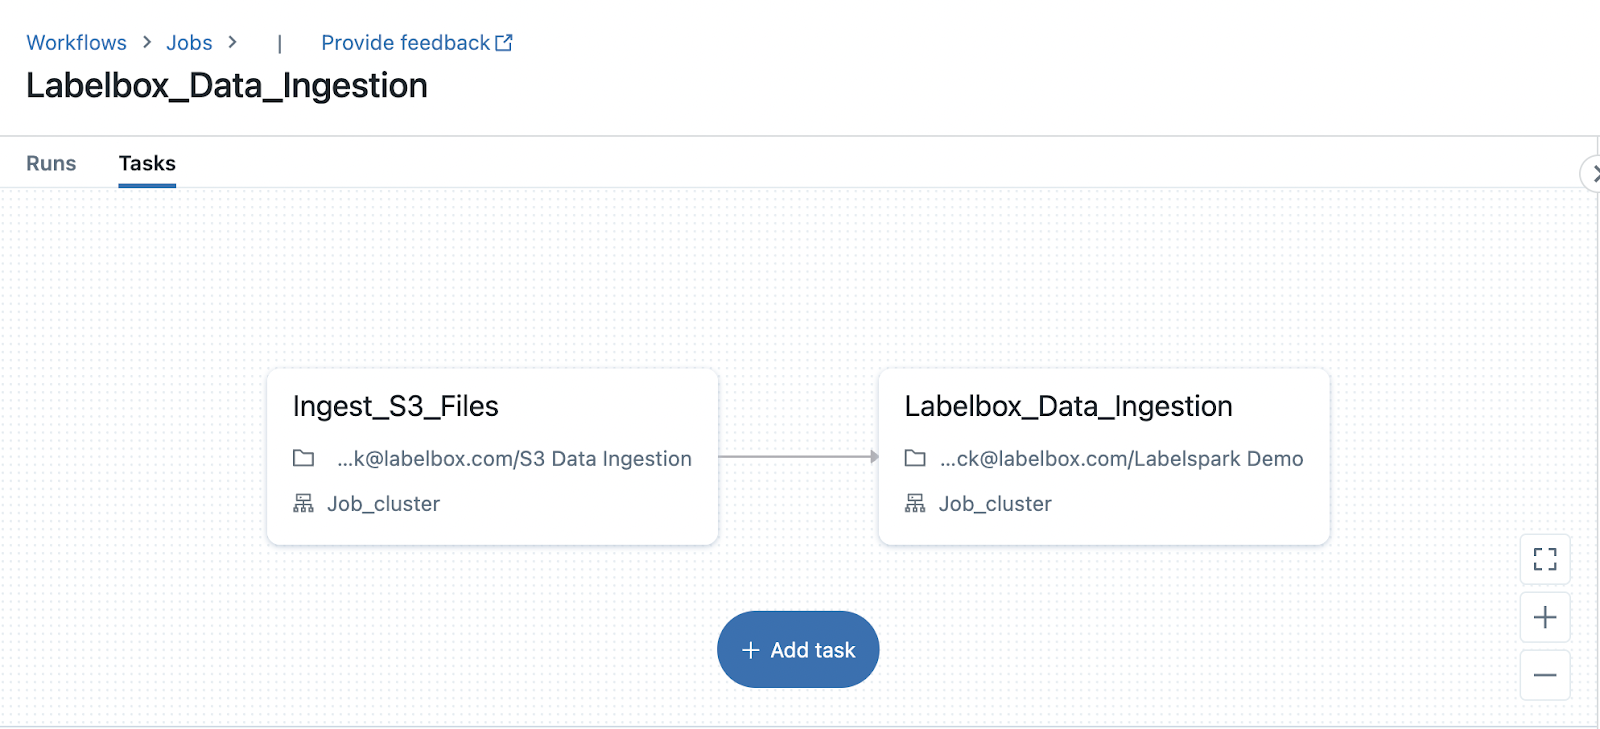 Workflows > Jobs > | Provide feedback
Labelbox_Data_Ingestion
Runs Tasks
Ingest_S3_Files
...k@labelbox.com/S3 Data Ingestion
Job_cluster
Labelbox_Data_Ingestion
...ck@labelbox.com/Labelspark Demo
Job_cluster
+ Add task